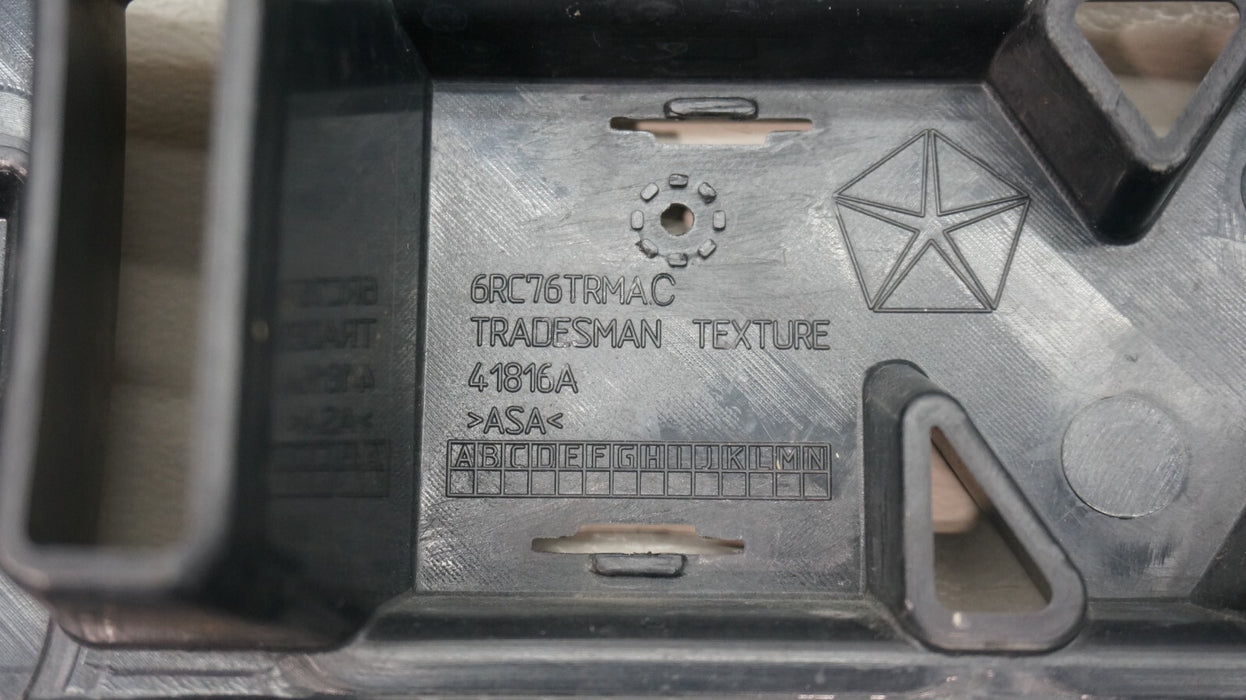 6RC76TRMA.C
TRADESMAN TEXTURE
41816A
>ASA<
A B C D E F G H I J K L M N